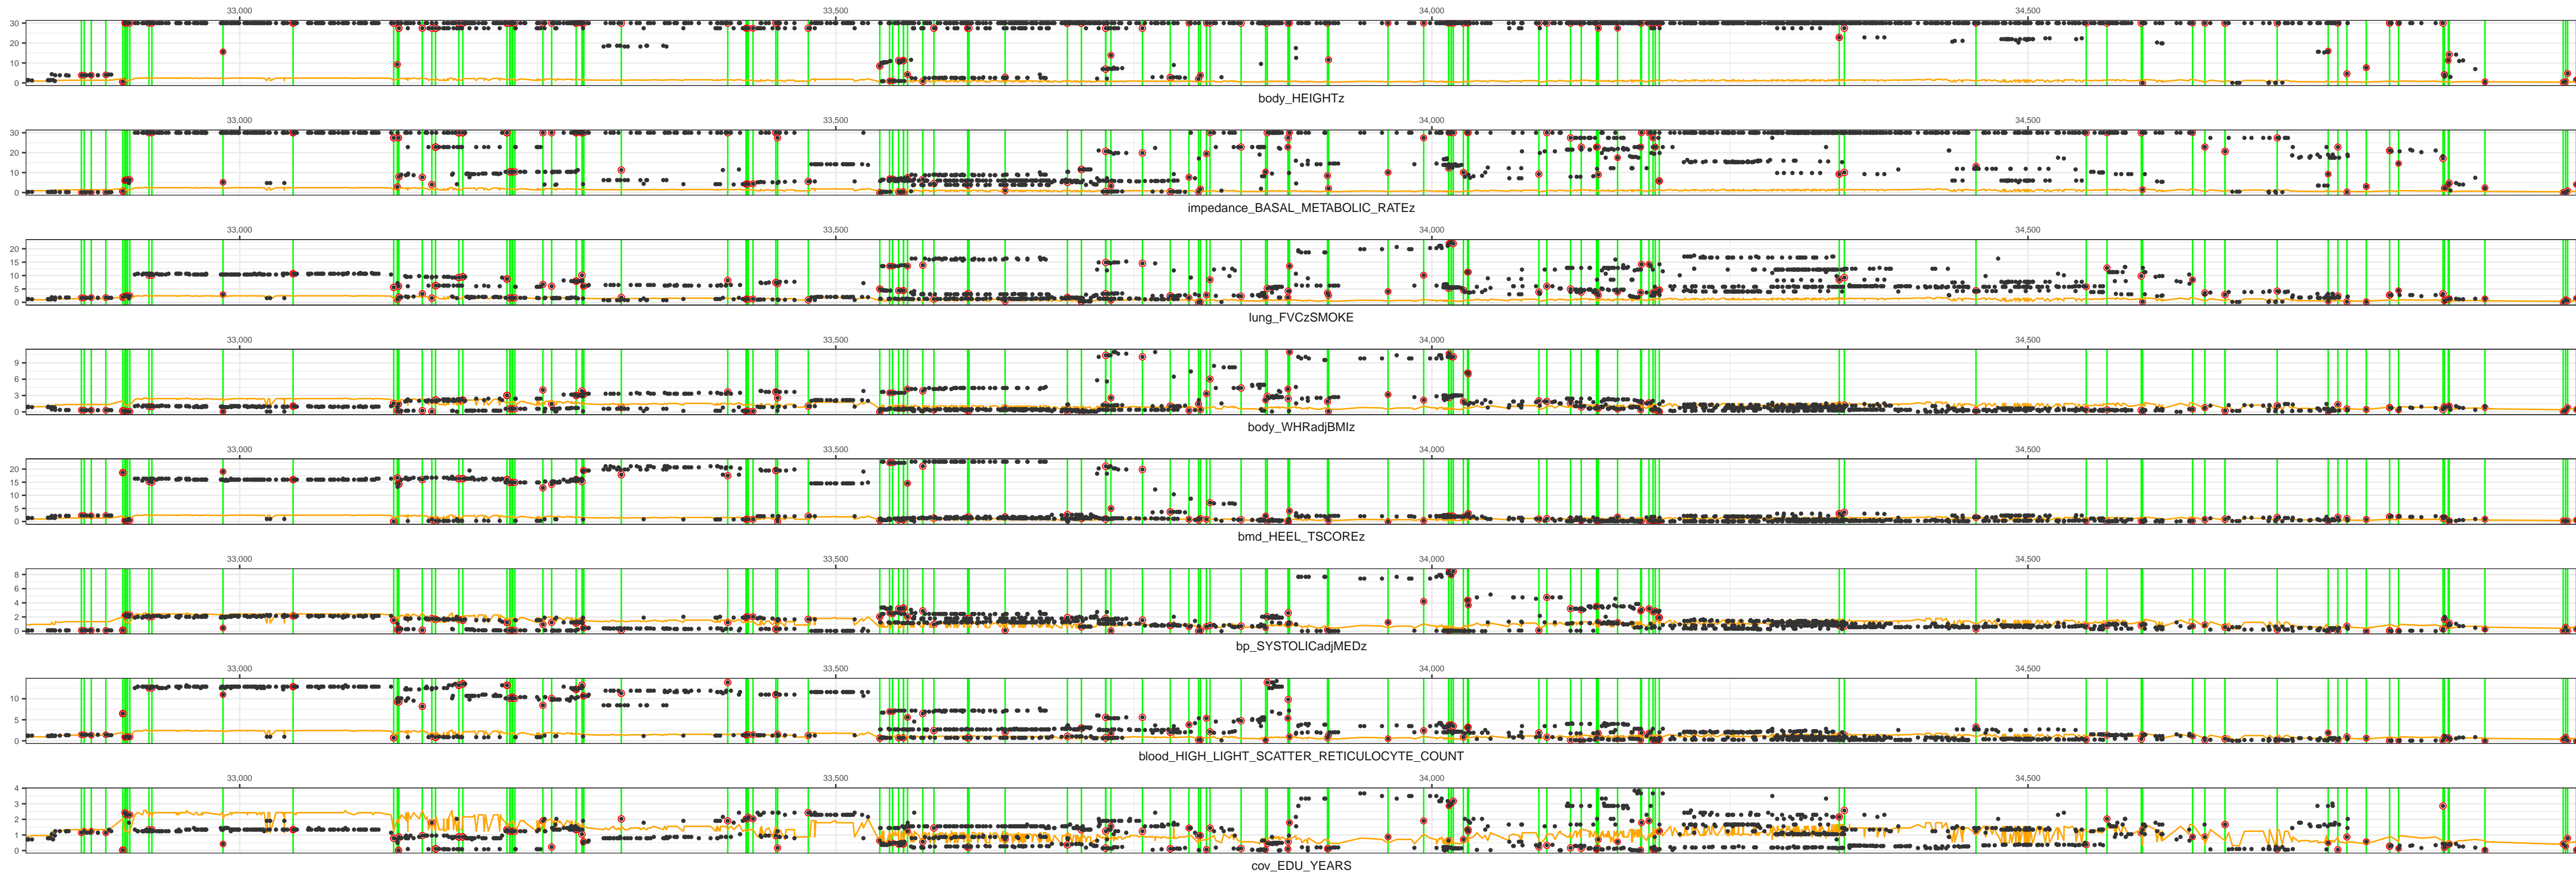 33,000 33,500 34,000 34,500
30
20
10
0
body_HEIGHTz
33,000 33,500 34,000 34,500
30
20
10
0
impedance_BASAL_METABOLIC_RATEz
33,000 33,500 34,000 34,500
20
15
10
5
0
lung_FVCzSMOKE
33,000 33,500 34,000 34,500
9
6
3
0
body_WHRadjBMIz
33,000 33,500 34,000 34,500
20
15
10
5
0
bmd_HEEL_TSCOREz
33,000 33,500 34,000 34,500
8
6
4
2
0
bp_SYSTOLICadjMEDz
33,000 33,500 34,000 34,500
10
5
0
blood_HIGH_LIGHT_SCATTER_RETICULOCYTE_COUNT
33,000 33,500 34,000 34,500
4
3
2
1
0
cov_EDU_YEARS